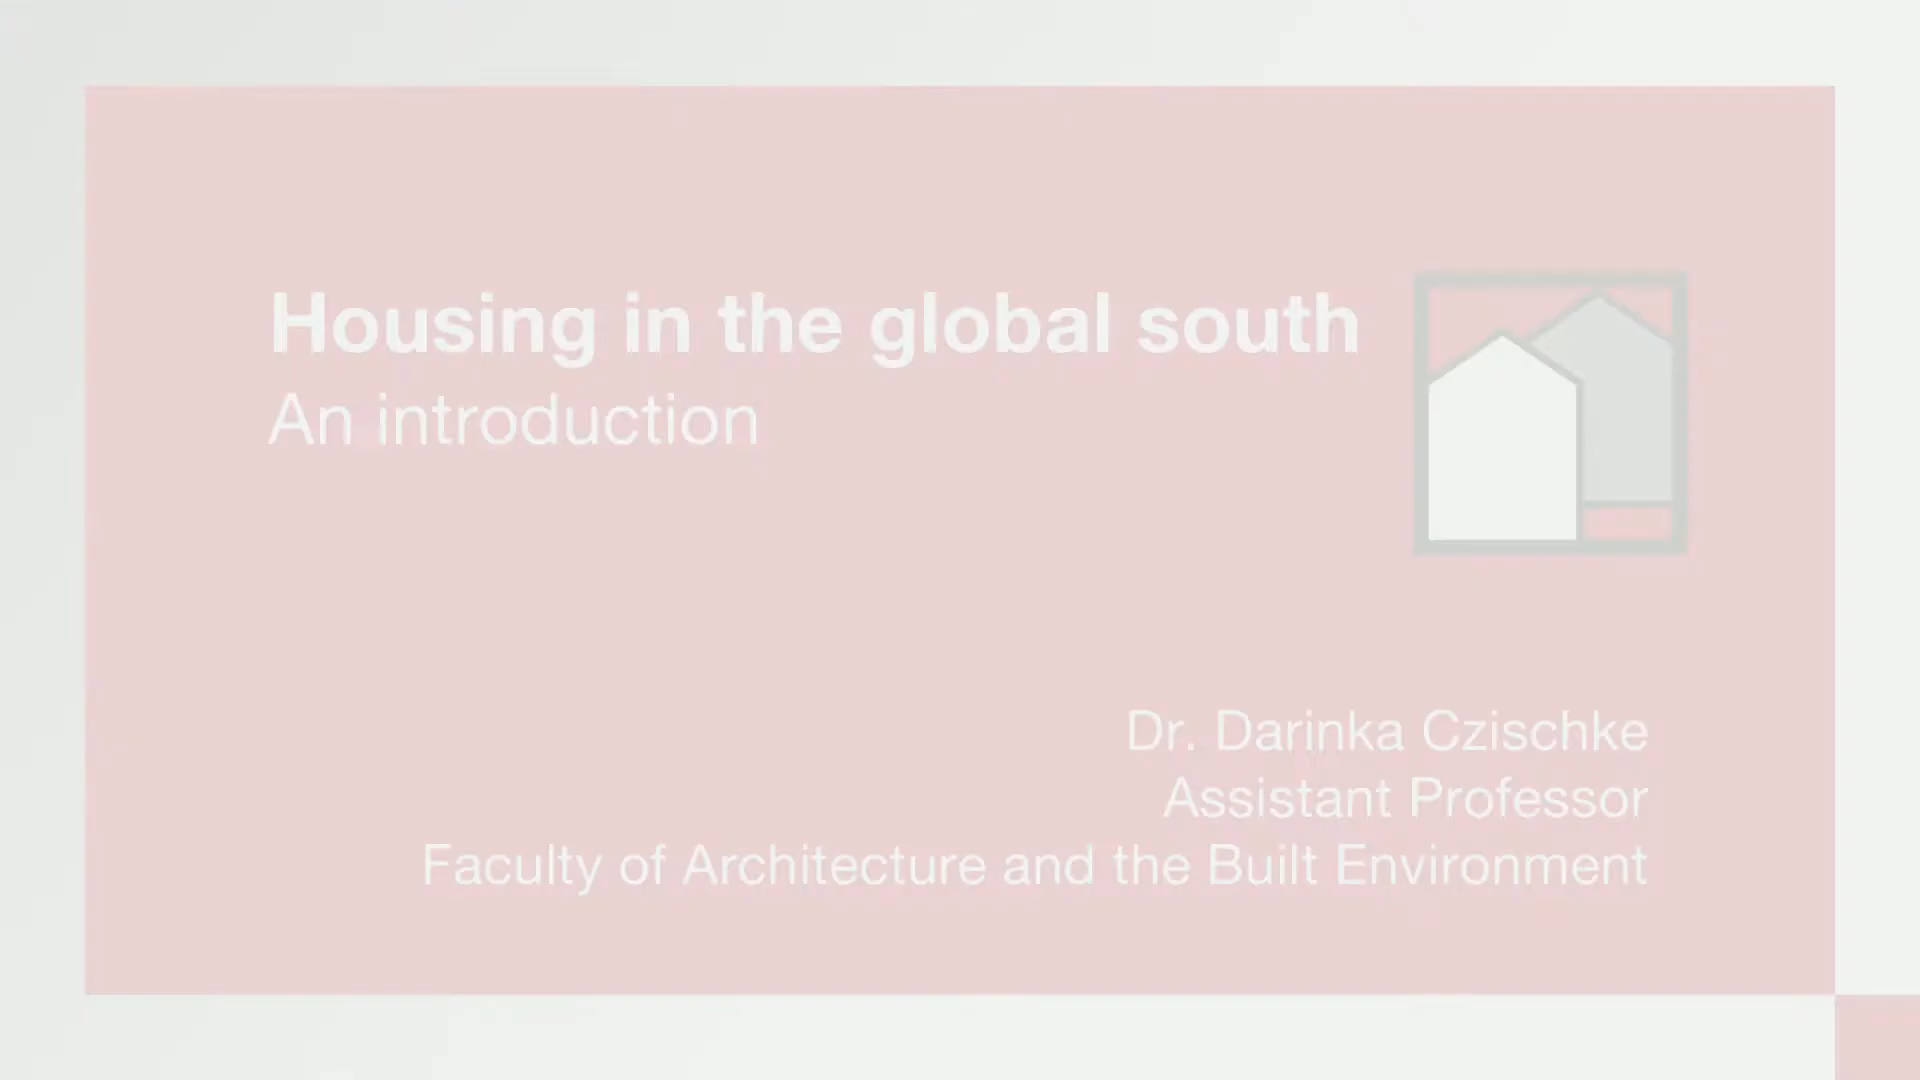 Housing in the global south
An introduction
Dr. Darinka Czischke
Assistant Professor
Faculty of Architecture and the Built Environment